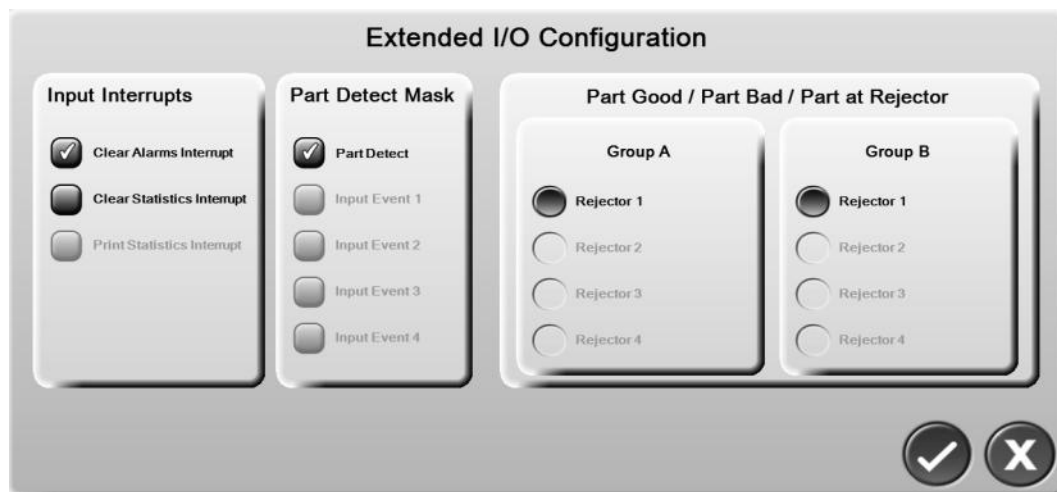 Extended I/O Configuration
Input Interrupts
Clear Alarms Interrupt
Clear Statistics Interrupt
Print Statistics Interrupt
Part Detect Mask
Part Detect
Input Event 1
Input Event 2
Input Event 3
Input Event 4
Part Good / Part Bad / Part at Rejector
Group A
Rejector 1
Rejector 2
Rejector 3
Rejector 4
Group B
Rejector 1
Rejector 2
Rejector 3
Rejector 4